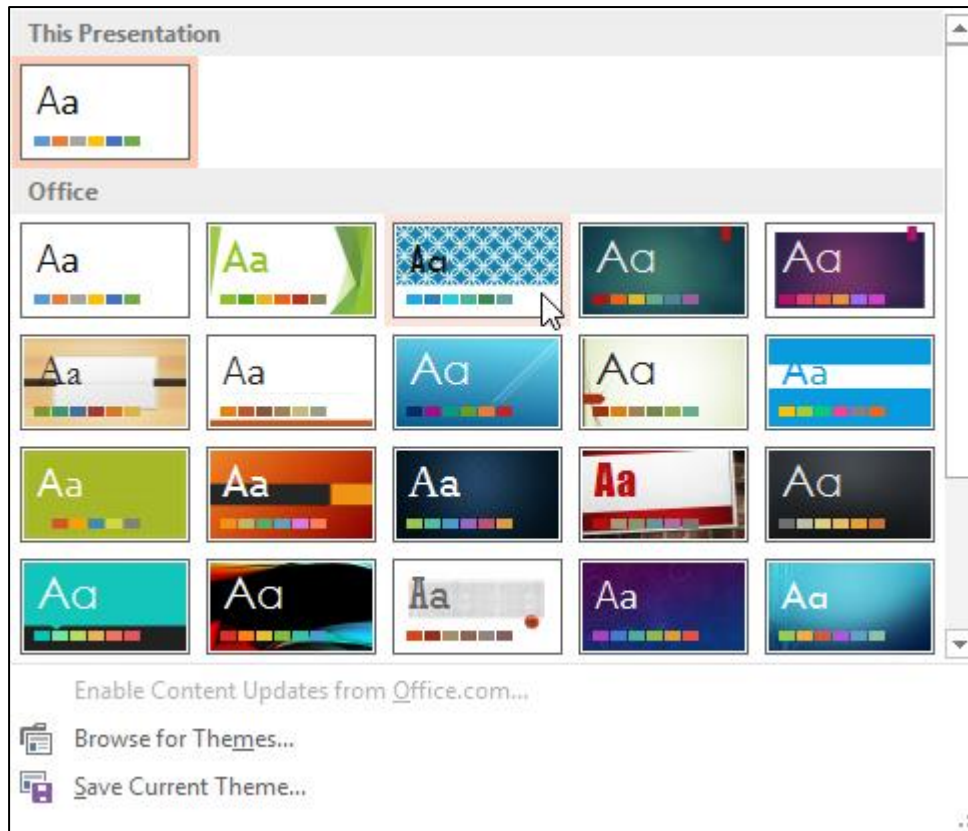 This Presentation
Aa
Office
Aa Aa Aa Aa Aa
Aa Aa Aa Aa Aa
Aa Aa Aa Aa Aa
Aa Aa Aa Aa Aa
Enable Content Updates from Office.com...
Browse for Themes...
Save Current Theme...